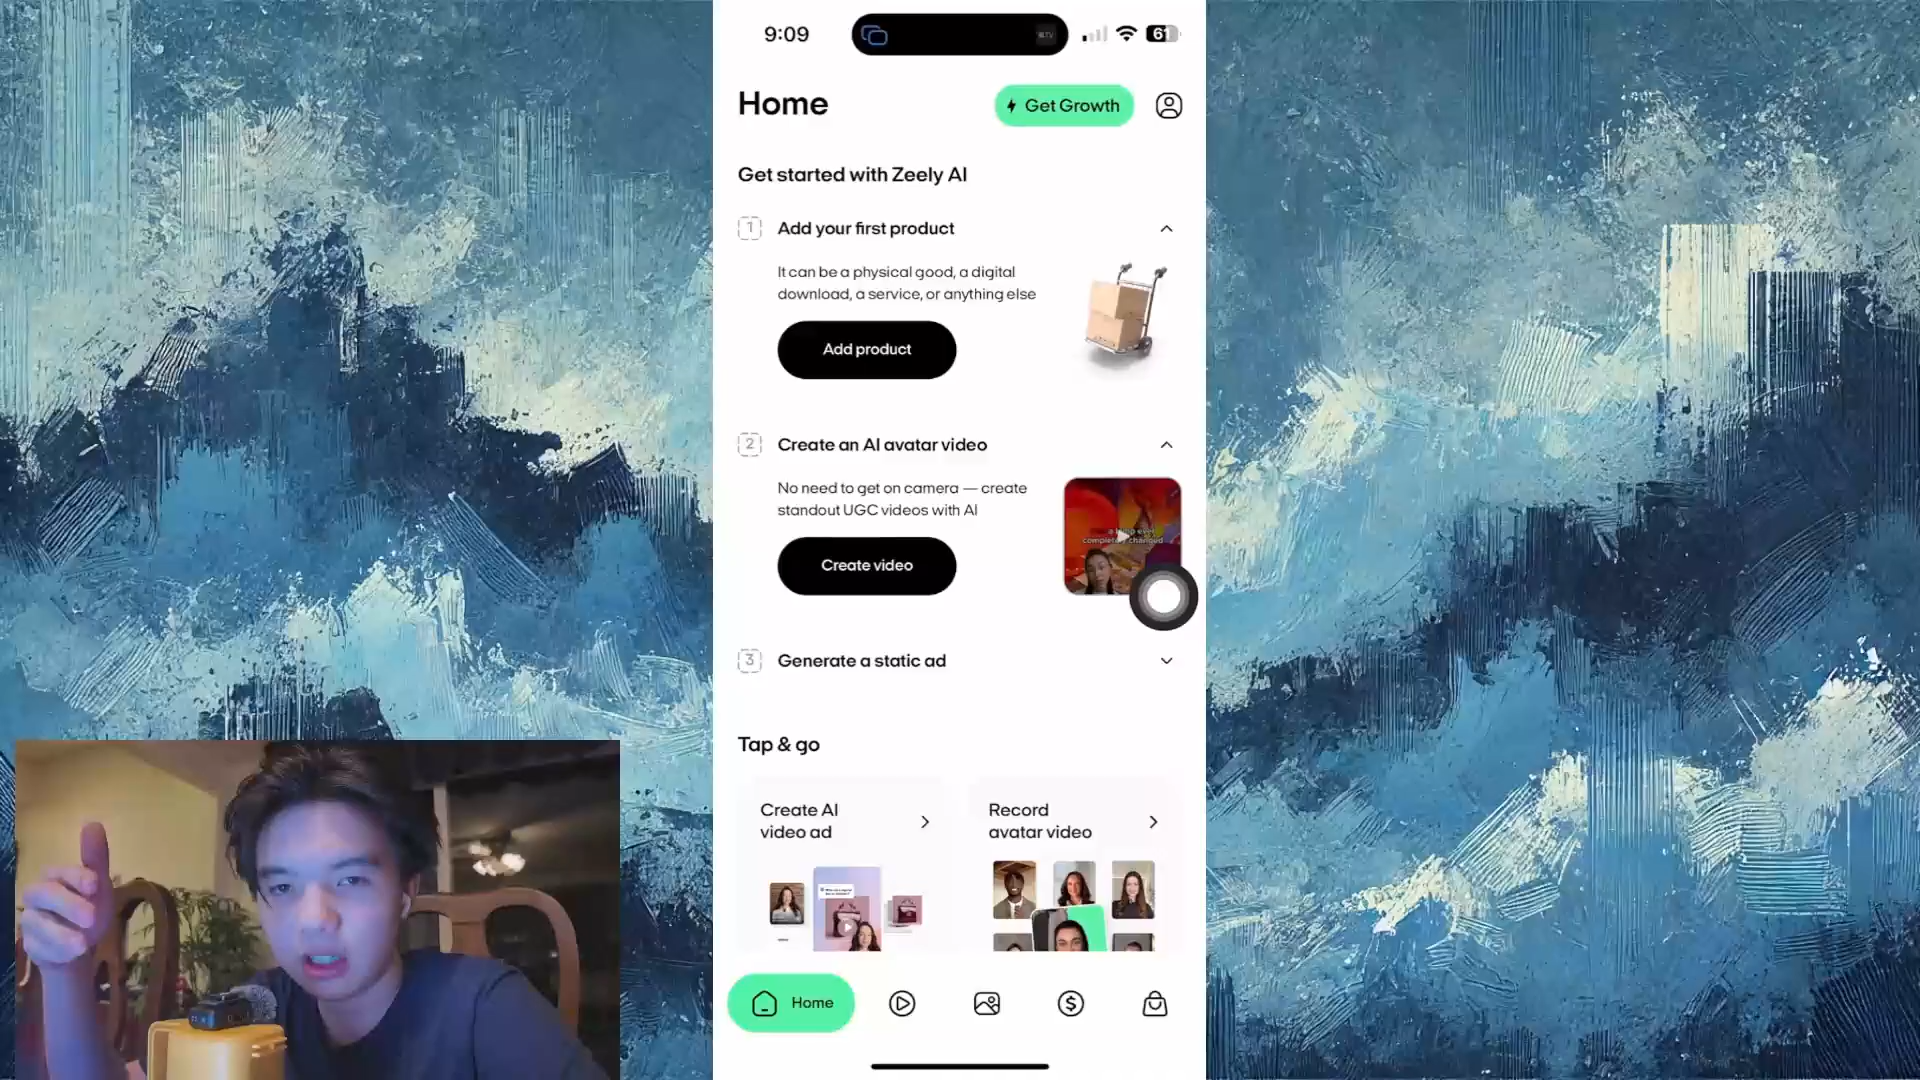 9:09
61
Home
Get Growth
Get started with Zeely AI
1
Add your first product
It can be a physical good, a digital
download, a service, or anything else
Add product
2
Create an AI avatar video
No need to get on camera — create
standout UGC videos with AI
completely changed
Create video
3
Generate a static ad
Tap & go
Create AI
video ad
Record
avatar video
Home